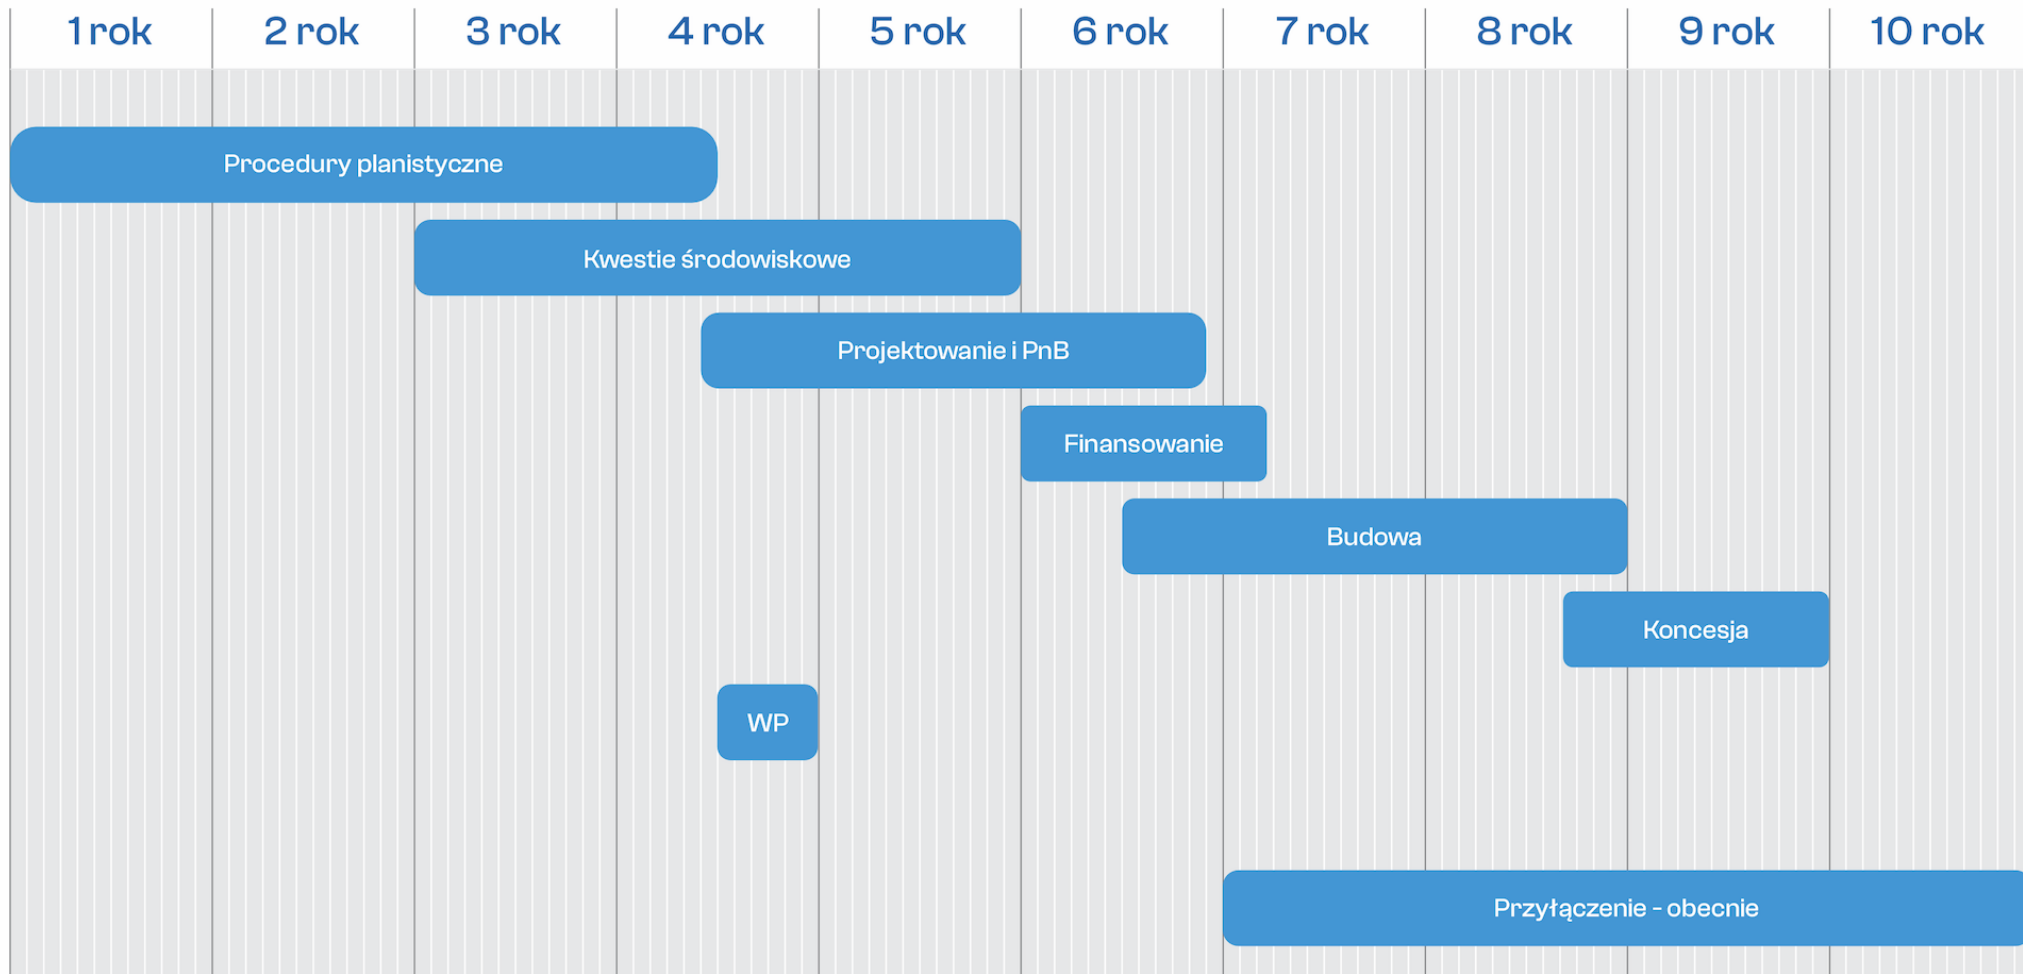 1 rok 2 rok 3 rok 4 rok 5 rok 6 rok 7 rok 8 rok 9 rok 10 rok
Procedury planistyczne
Kwestie środowiskowe
Projektowanie i PnB
Finansowanie
Budowa
Koncesja
WP
Przyłączenie - obecnie